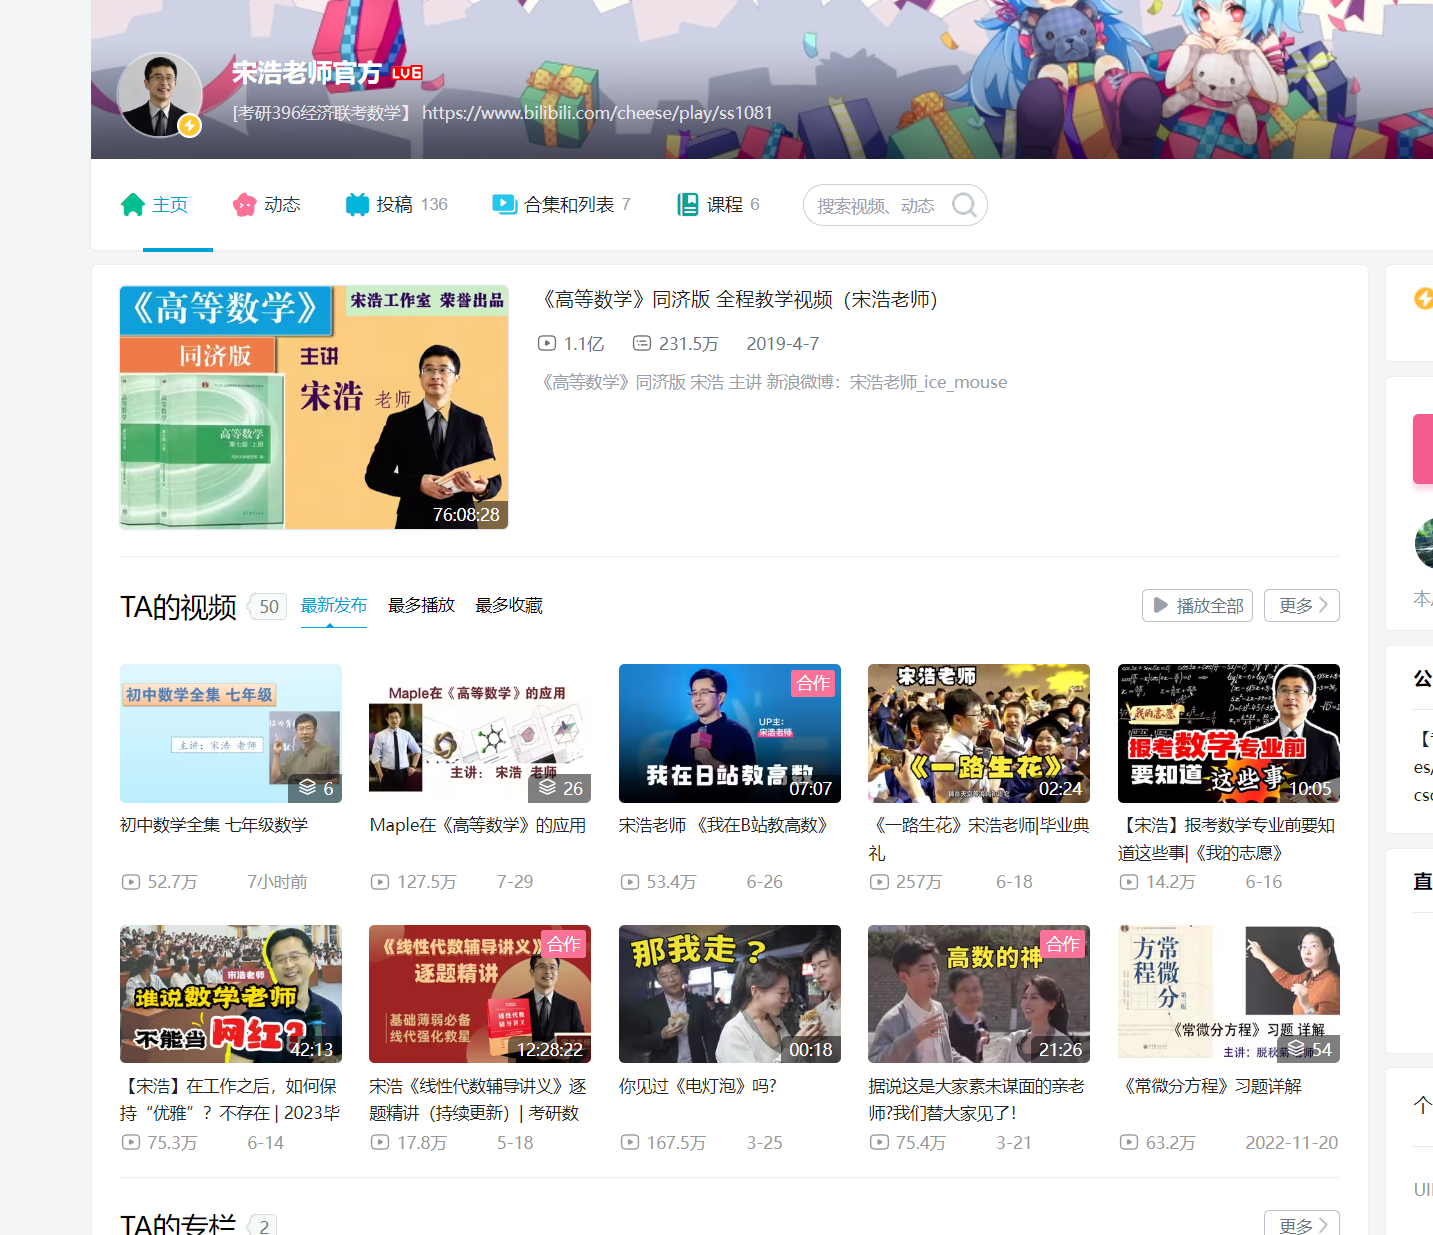 宋浩老师官方 LV6
[考研396经济联考数学】 https://www.bilibili.com/cheese/play/ss1081
主页 动态 投稿 136 合集和列表 7 课程 6 搜索视频、动态
《高等数学》
宋浩工作室 荣誉出品
同济版
主讲
宋浩 老师
高等数学
76:08:28
《高等数学》同济版 全程教学视频（宋浩老师）
1.1亿 231.5万 2019-4-7
《高等数学》同济版 宋浩 主讲 新浪微博：宋浩老师_ice_mouse
TA的视频 50 最新发布 最多播放 最多收藏 播放全部 更多
初中数学全集 七年级
主讲：宋浩 老师
6
Maple在《高等数学》的应用
主讲： 宋浩 老师
26
合作
UP主：
宋浩老师
我在B站教高数
07:07
宋浩老师
《一路生花》
02:24
我的志愿
报考数学专业前
要知道 这些事
10:05
初中数学全集 七年级数学
52.7万 7小时前
Maple在《高等数学》的应用
127.5万 7-29
宋浩老师 《我在B站教高数》
53.4万 6-26
《一路生花》宋浩老师|毕业典
礼
257万 6-18
【宋浩】报考数学专业前要知
道这些事|《我的志愿》
14.2万 6-16
宋浩老师
谁说数学老师
不能当 网红?
42:13
《线性代数辅导讲义》
合作
逐题精讲
基础薄弱必备
线代强化救星
线性代数
辅导讲义
12:28:22
那我走？
00:18
高数的神
合作
21:26
常微分
方程
第三版
《常微分方程》习题 详解
主讲：脱秋菊 老师
54
【宋浩】在工作之后，如何保
持“优雅”？不存在 | 2023毕
75.3万 6-14
宋浩《线性代数辅导讲义》逐
题精讲（持续更新）| 考研数
17.8万 5-18
你见过《电灯泡》吗?
167.5万 3-25
据说这是大家素未谋面的亲老
师?我们替大家见了！
75.4万 3-21
《常微分方程》习题详解
63.2万 2022-11-20
TA的专栏 2 更多
本
公
es/
csc
直
个
UI